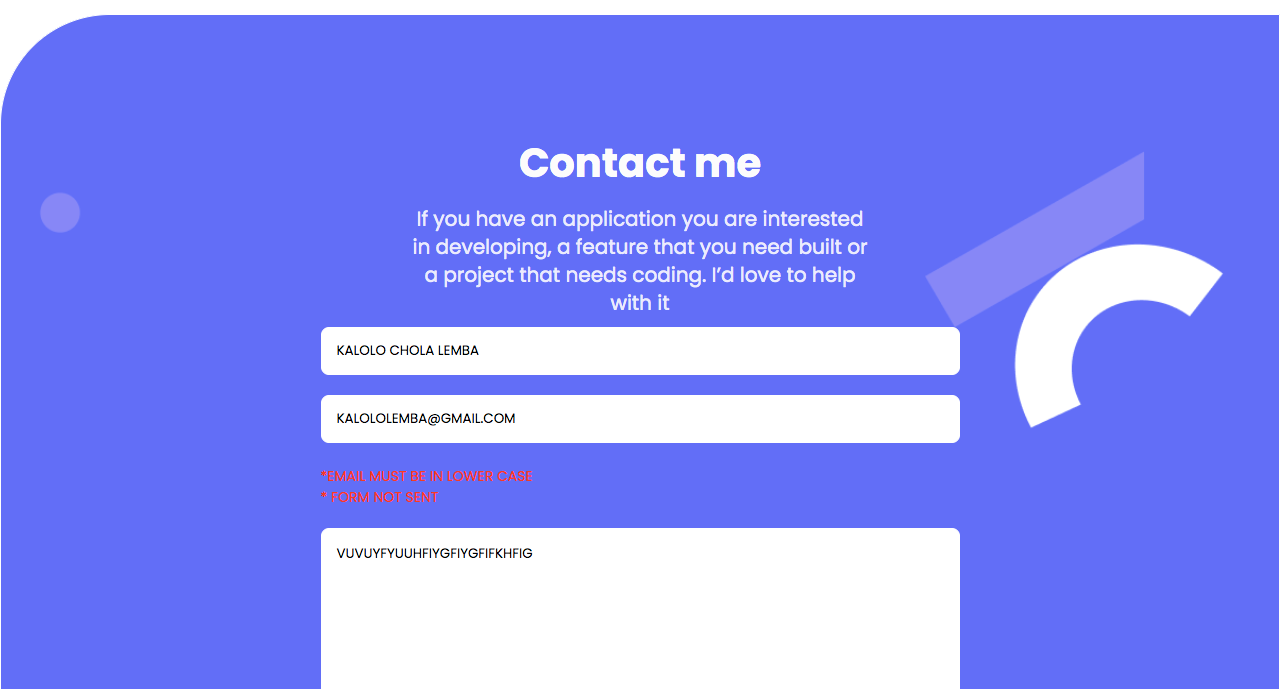 Contact me
If you have an application you are interested
in developing, a feature that you need built or
a project that needs coding. I’d love to help
with it
KALOLO CHOLA LEMBA
KALOLOLEMBA@GMAIL.COM
*EMAIL MUST BE IN LOWER CASE
* FORM NOT SENT
VUVUYFYUUHFIYGFIYGFIFKHFIG